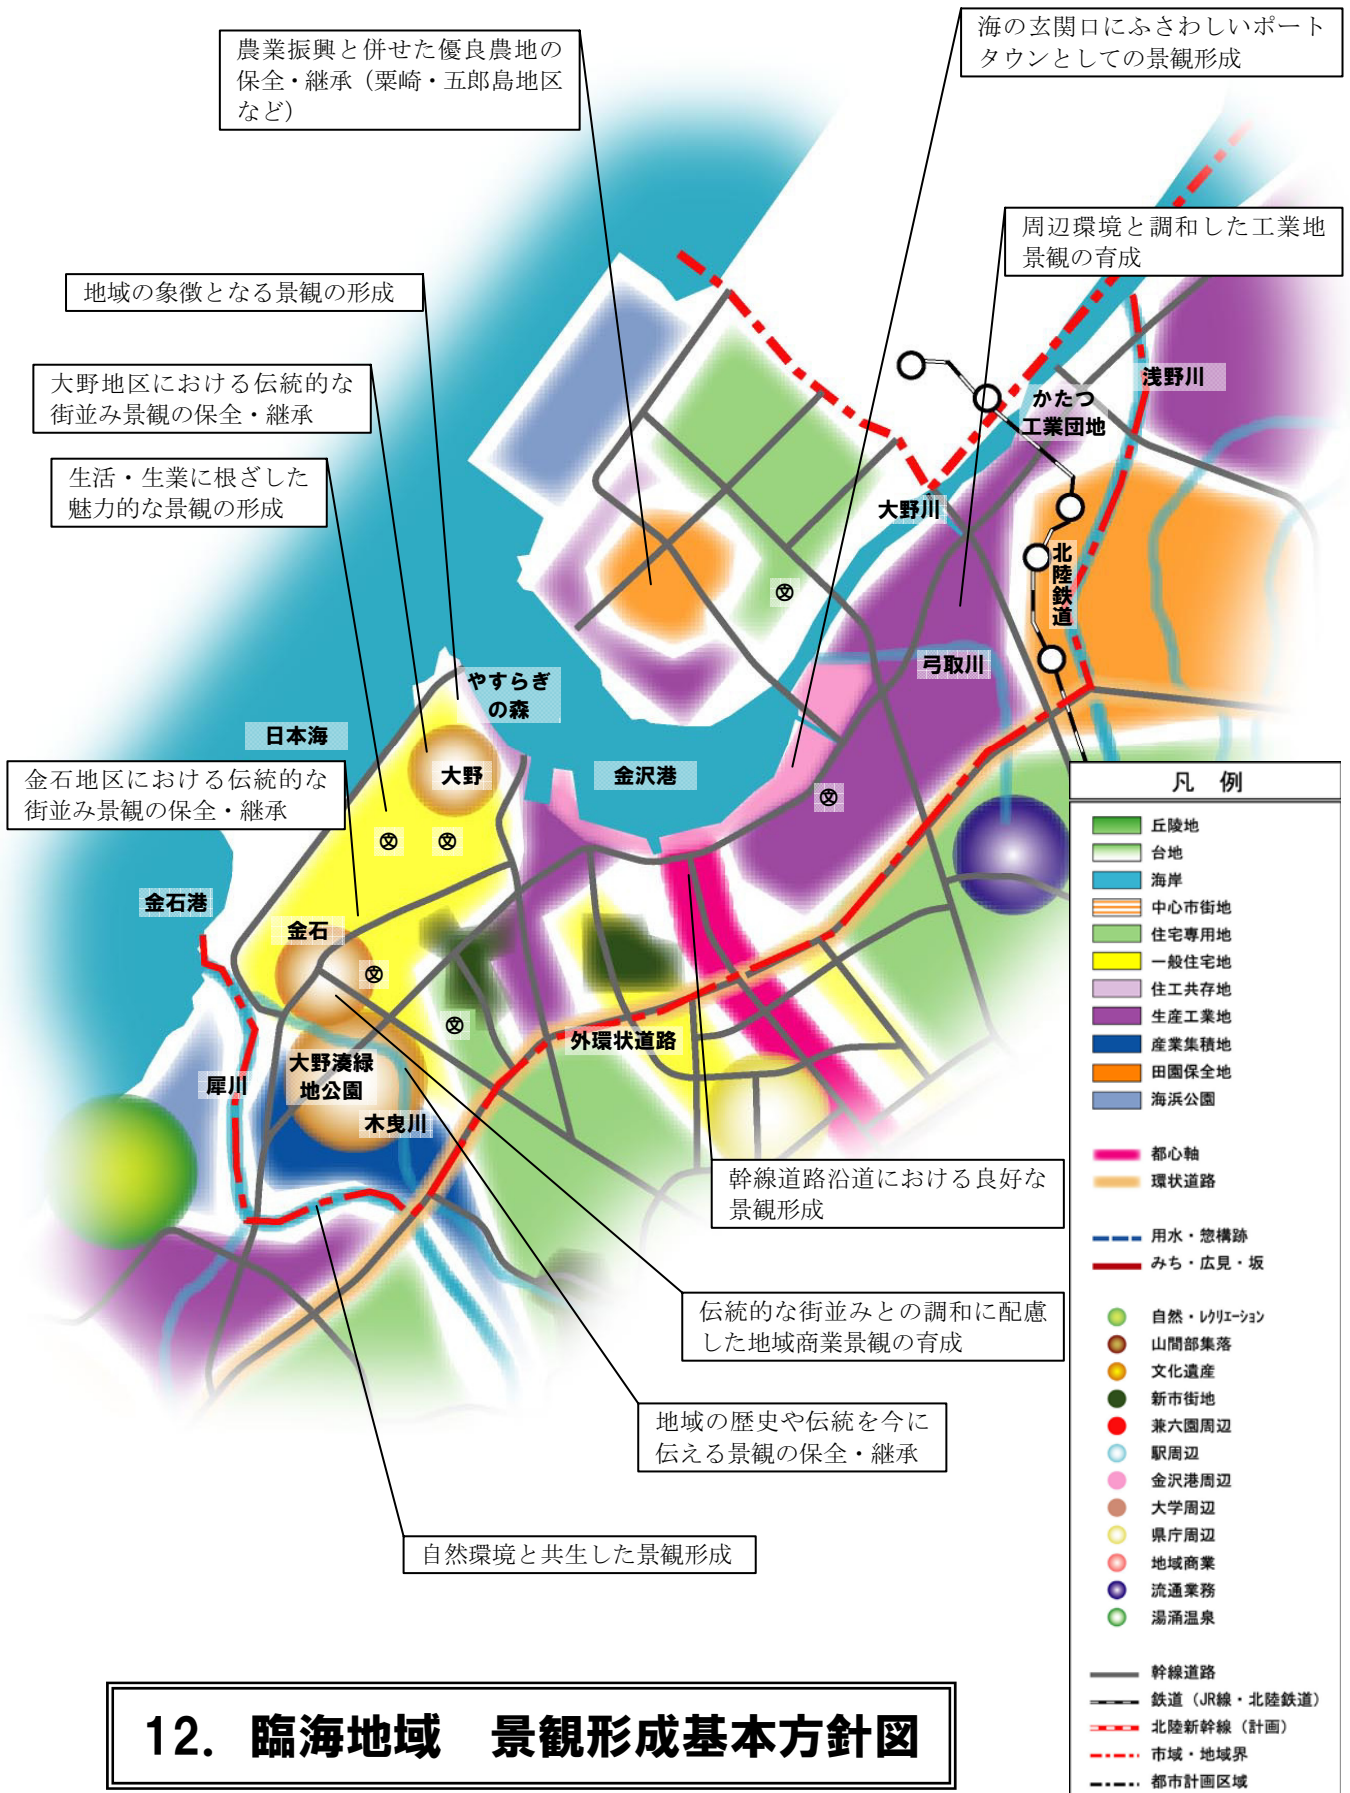 海の玄関口にふさわしいポート
タウンとしての景観形成
農業振興と併せた優良農地の
保全・継承（粟崎・五郎島地区
など）
周辺環境と調和した工業地
景観の育成
地域の象徴となる景観の形成
大野地区における伝統的な
街並み景観の保全・継承
生活・生業に根ざした
魅力的な景観の形成
金石地区における伝統的な
街並み景観の保全・継承
浅野川
かたつ
工業団地
大野川
北陸鉄道
弓取川
やすらぎ
の森
日本海
大野
金沢港
金石港
金石
外環状道路
大野湊緑
地公園
犀川
木曳川
文
文
文
文
文
文
幹線道路沿道における良好な
景観形成
伝統的な街並みとの調和に配慮
した地域商業景観の育成
地域の歴史や伝統を今に
伝える景観の保全・継承
自然環境と共生した景観形成
凡 例
丘陵地
台地
海岸
中心市街地
住宅専用地
一般住宅地
住工共存地
生産工業地
産業集積地
田園保全地
海浜公園
都心軸
環状道路
用水・惣構跡
みち・広見・坂
自然・ﾚｸﾘｴｰｼｮﾝ
山間部集落
文化遺産
新市街地
兼六園周辺
駅周辺
金沢港周辺
大学周辺
県庁周辺
地域商業
流通業務
湯涌温泉
幹線道路
鉄道（JR線・北陸鉄道）
北陸新幹線（計画）
市域・地域界
都市計画区域
12. 臨海地域　景観形成基本方針図